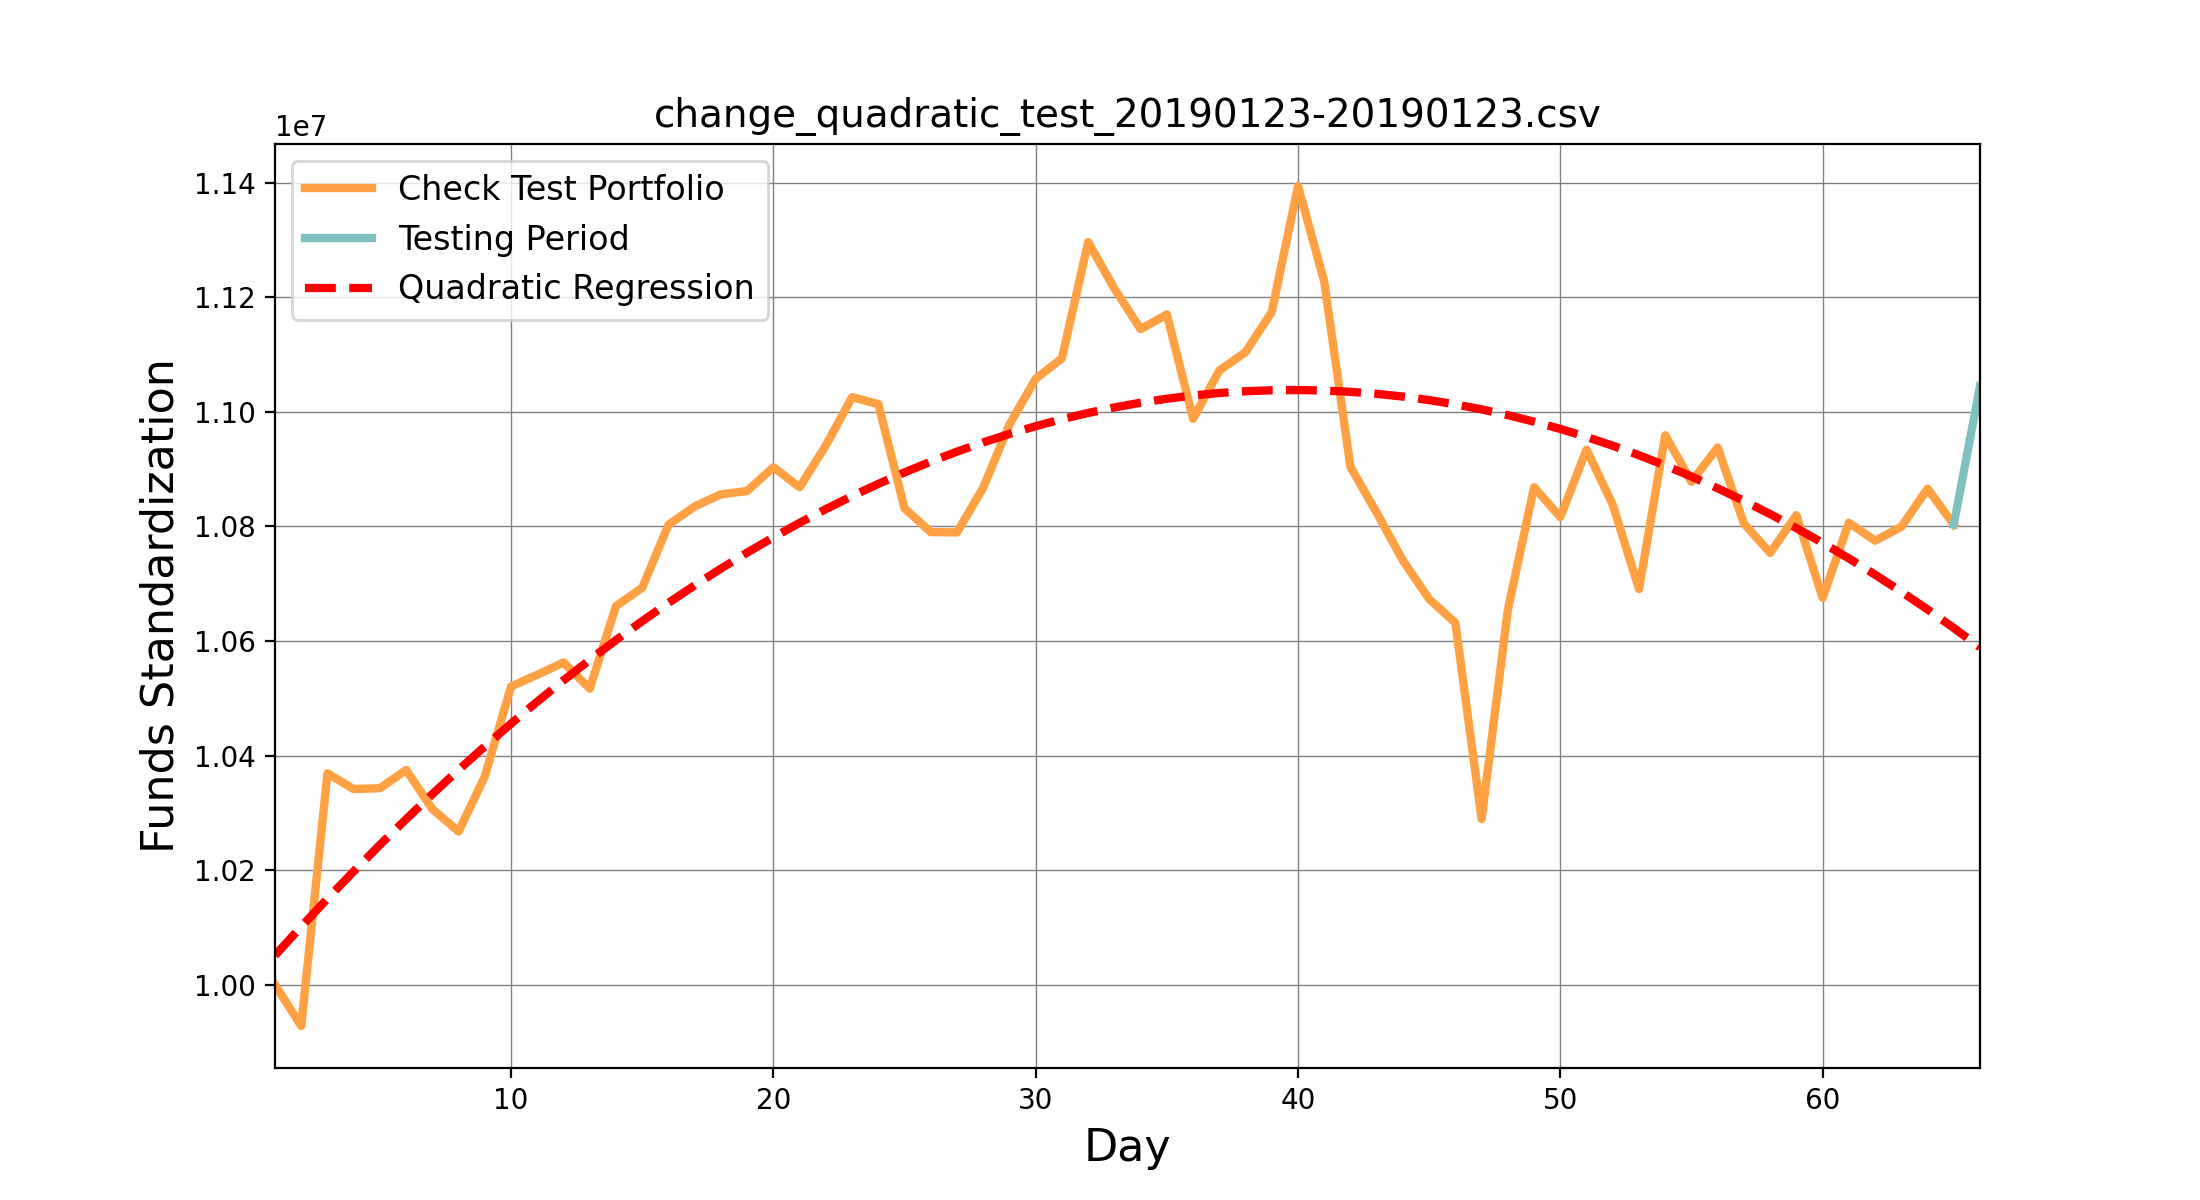 change_quadratic_test_20190123-20190123.csv
1e7
Check Test Portfolio
Testing Period
Quadratic Regression
1.14
1.12
1.10
1.08
1.06
1.04
1.02
1.00
Funds Standardization
10 20 30 40 50 60
Day